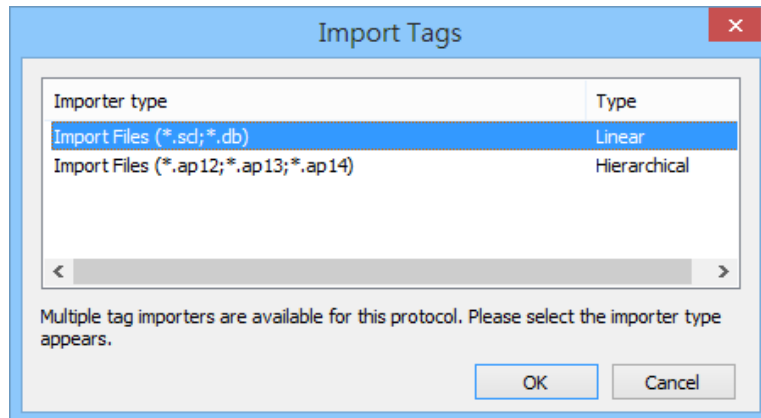 Import Tags
Importer type Type
Import Files (*.scl;*.db) Linear
Import Files (*.ap12;*.ap13;*.ap14) Hierarchical
Multiple tag importers are available for this protocol. Please select the importer type
appears.
OK Cancel